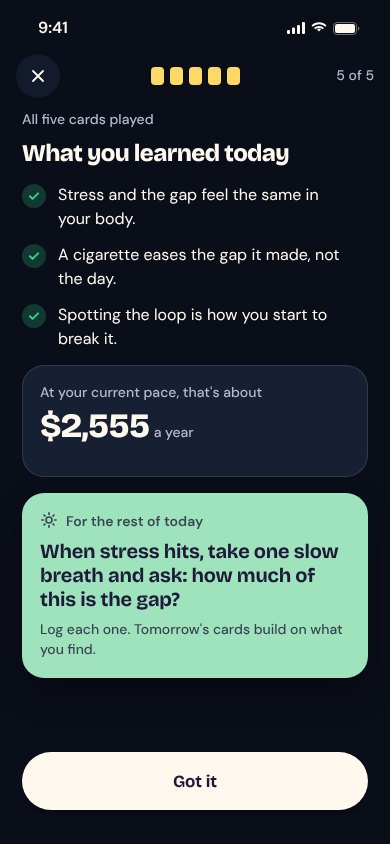 9:41
5 of 5
All five cards played
What you learned today
Stress and the gap feel the same in
your body.
A cigarette eases the gap it made, not
the day.
Spotting the loop is how you start to
break it.
At your current pace, that's about
$2,555 a year
For the rest of today
When stress hits, take one slow
breath and ask: how much of
this is the gap?
Log each one. Tomorrow's cards build on what
you find.
Got it